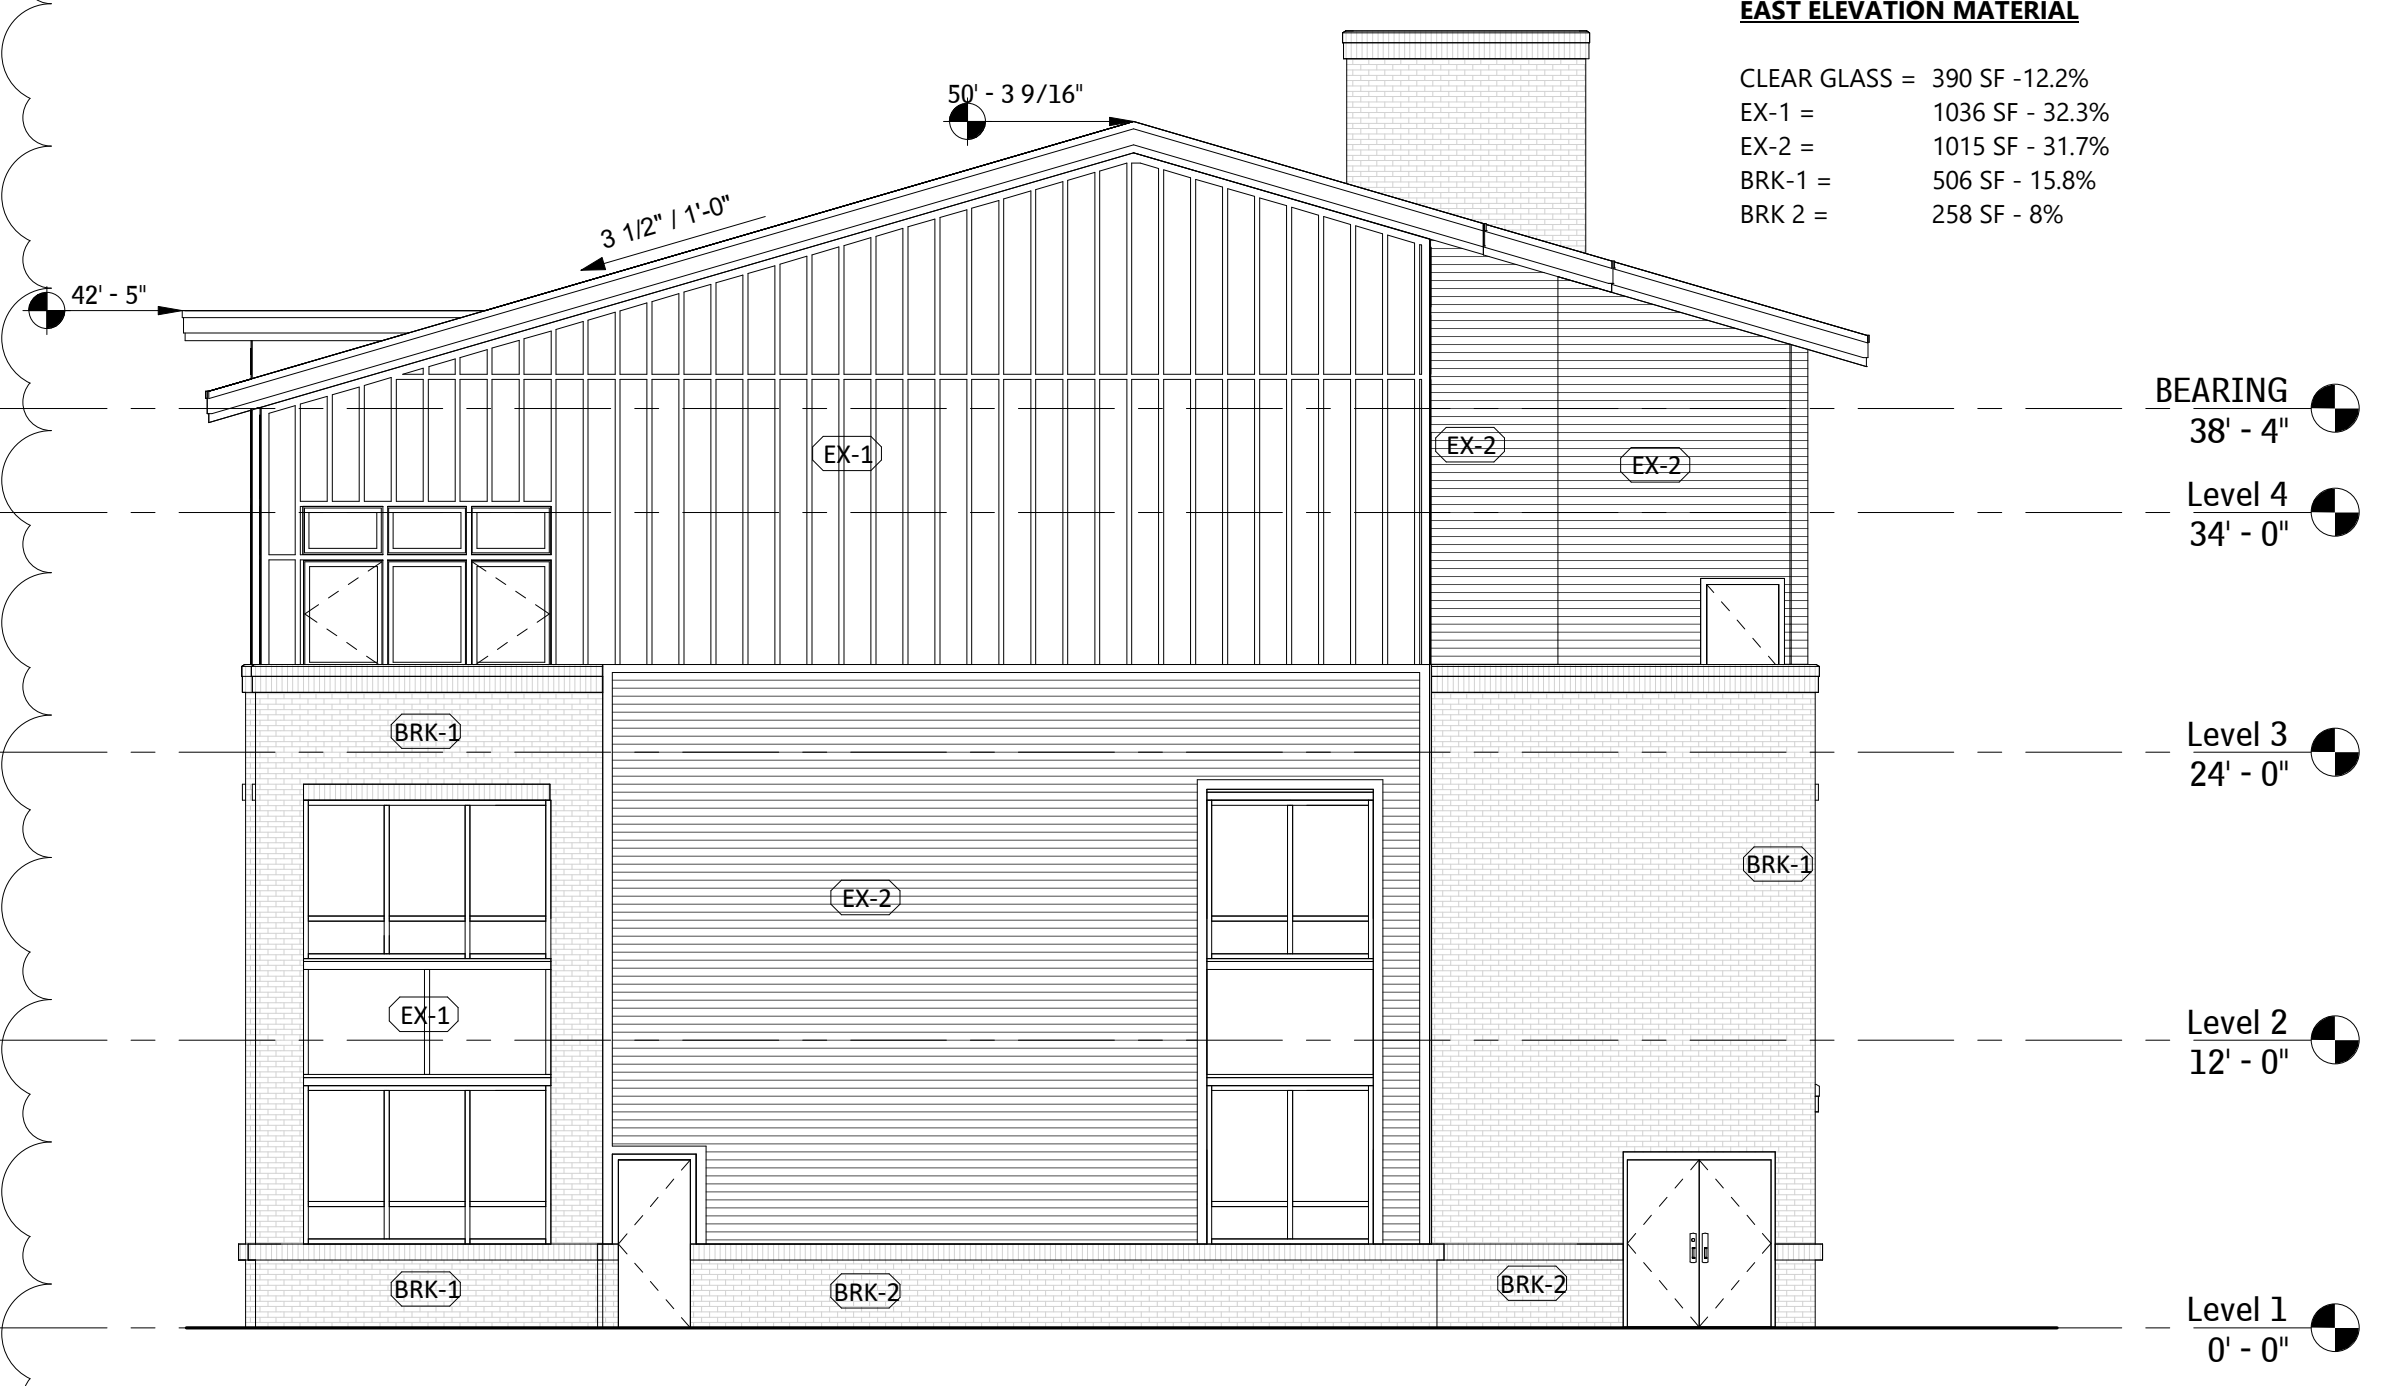 EAST ELEVATION MATERIAL
CLEAR GLASS = 390 SF -12.2%
EX-1 = 1036 SF - 32.3%
EX-2 = 1015 SF - 31.7%
BRK-1 = 506 SF - 15.8%
BRK 2 = 258 SF - 8%
50' - 3 9/16"
3 1/2" / 1'-0"
42' - 5"
BEARING
38' - 4"
EX-1
EX-2
EX-2
Level 4
34' - 0"
BRK-1
Level 3
24' - 0"
BRK-1
EX-2
EX-1
Level 2
12' - 0"
BRK-1
BRK-2
BRK-2
Level 1
0' - 0"